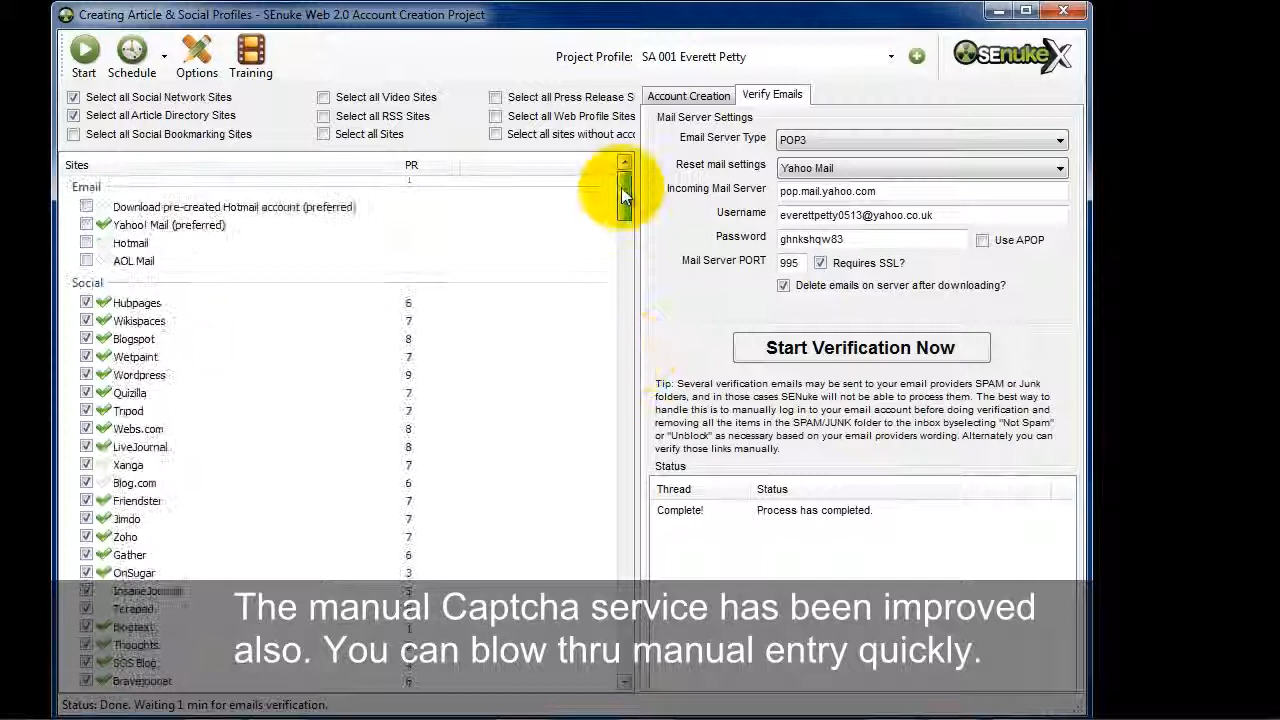 Creating Article & Social Profiles - SEnuke Web 2.0 Account Creation Project
Start
Schedule
Options
Training
Project Profile: SA 001 Everett Petty
SEnuke X
Select all Social Network Sites
Select all Video Sites
Select all Press Release S
Select all Article Directory Sites
Select all RSS Sites
Select all Web Profile Sites
Select all Social Bookmarking Sites
Select all Sites
Select all sites without acco
Sites
PR
Email
1
Download pre-created Hotmail account (preferred)
Yahoo! Mail (preferred)
Hotmail
AOL Mail
Social
Hubpages 6
Wikispaces 7
Blogspot 8
Wetpaint 7
Wordpress 9
Quizilla 7
Tripod 7
Webs.com 8
LiveJournal 8
Xanga 7
Blog.com 6
Friendster 7
Jimdo 7
Zoho 7
Gather 6
OnSugar 3
Thoughts
SOS Blog
Account Creation
Verify Emails
Mail Server Settings
Email Server Type POP3
Reset mail settings Yahoo Mail
Incoming Mail Server pop.mail.yahoo.com
Username everettpetty0513@yahoo.co.uk
Password ghnkshqw83 Use APOP
Mail Server PORT 995 Requires SSL?
Delete emails on server after downloading?
Start Verification Now
Tip: Several verification emails may be sent to your email providers SPAM or Junk
folders, and in those cases SENuke will not be able to process them. The best way to
handle this is to manually log in to your email account before doing verification and
removing all the items in the SPAM/JUNK folder to the inbox byselecting "Not Spam"
or "Unblock" as necessary based on your email providers wording. Alternately you can
verify those links manually.
Status
Thread Status
Complete! Process has completed.
The manual Captcha service has been improved
also. You can blow thru manual entry quickly.
Status: Done. Waiting 1 min for emails verification.